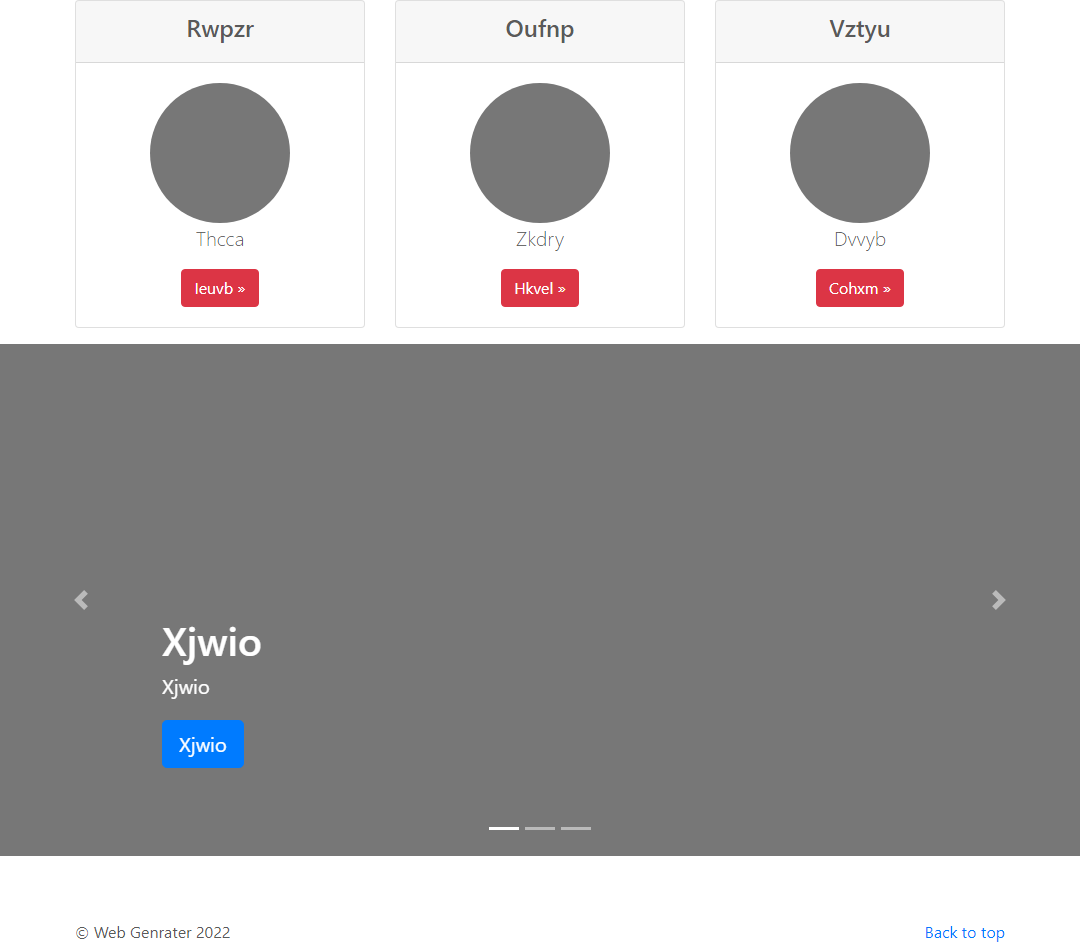 Rwpzr
Oufnp
Vztyu
Thcca
Zkdry
Dvvyb
Ieuvb »
Hkvel »
Cohxm »
Xjwio
Xjwio
Xjwio
© Web Genrater 2022
Back to top